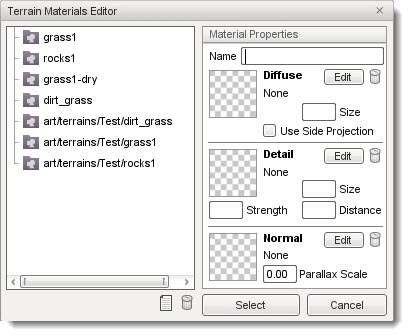 Terrain Materials Editor
grass1
rocks1
grass1-dry
dirt_grass
art/terrains/Test/dirt_grass
art/terrains/Test/grass1
art/terrains/Test/rocks1
Material Properties
Name
Diffuse Edit
None
Size
Use Side Projection
Detail Edit
None
Size
Strength Distance
Normal Edit
None
0.00 Parallax Scale
Select Cancel